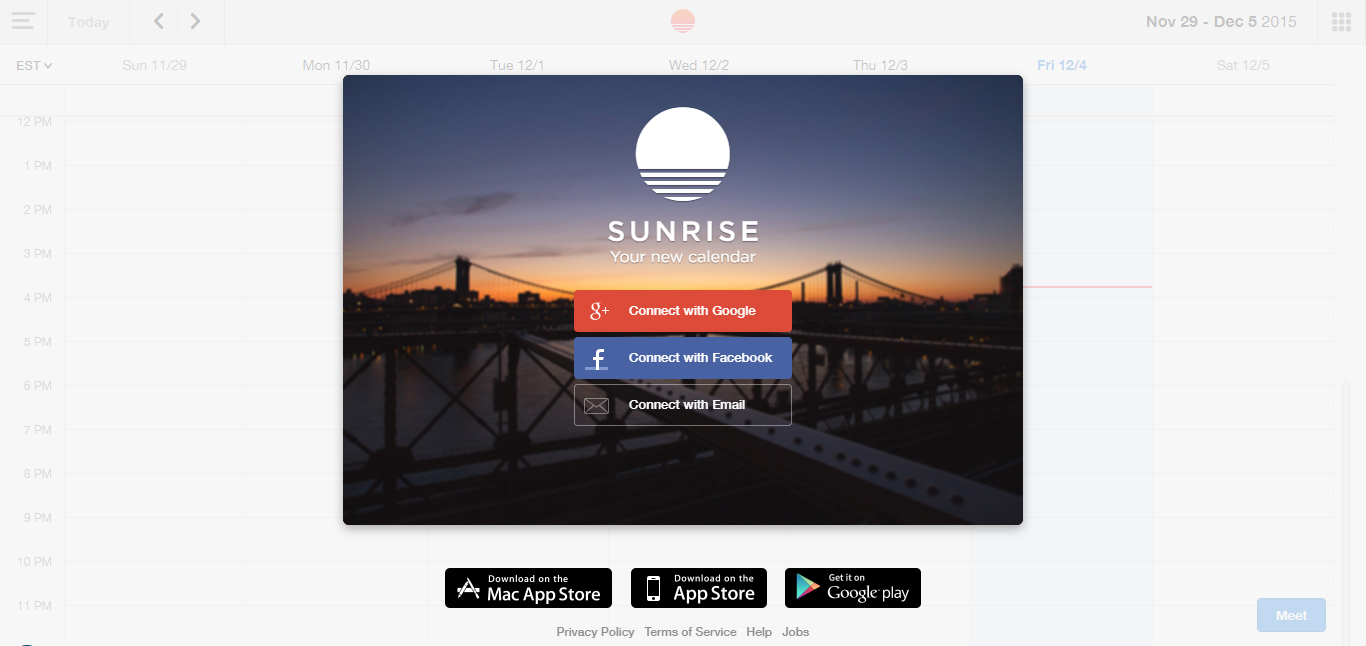 Today
Nov 29 - Dec 5 2015
EST
Sun 11/29
Mon 11/30
Tue 12/1
Wed 12/2
Thu 12/3
Fri 12/4
Sat 12/5
12 PM
1 PM
2 PM
3 PM
4 PM
5 PM
6 PM
7 PM
8 PM
9 PM
10 PM
11 PM
SUNRISE
Your new calendar
g+ Connect with Google
f Connect with Facebook
Connect with Email
Download on the
Mac App Store
Download on the
App Store
Get it on
Google play
Meet
Privacy Policy Terms of Service Help Jobs